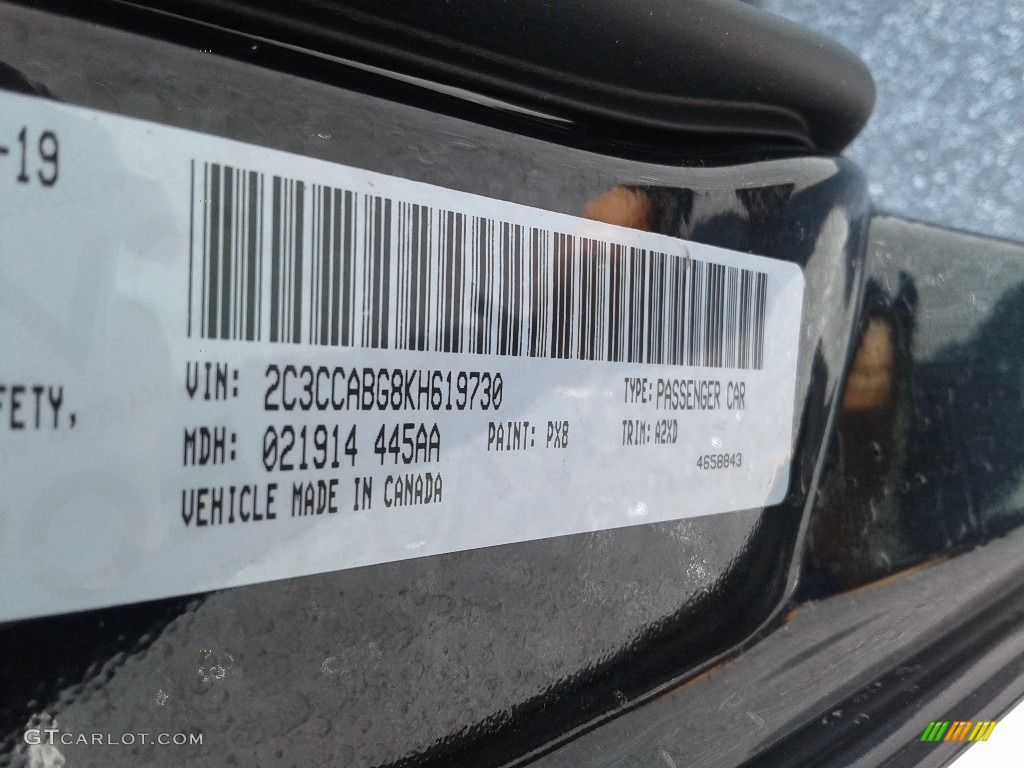 -19
FETY,
VIN: 2C3CCABG8KH619730 TYPE: PASSENGER CAR
MDH: 021914 445AA PAINT: PX8 TRIM: A2XD
VEHICLE MADE IN CANADA 4658843
GTCARLOT.COM